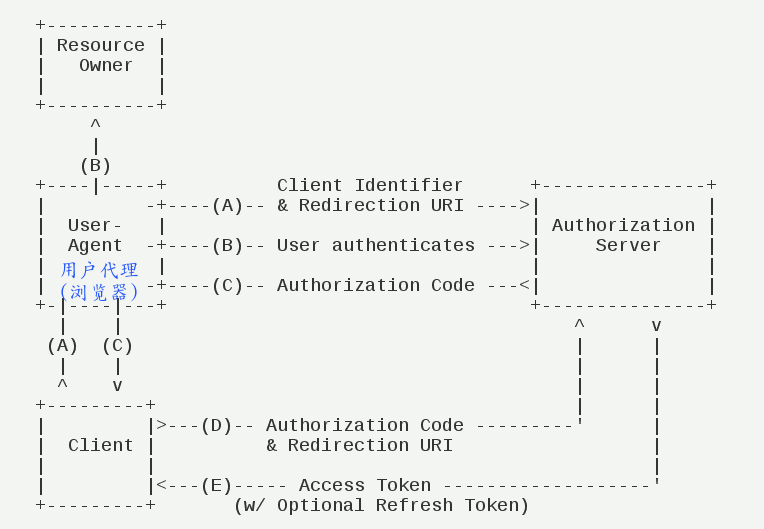 Resource
Owner
(B)
Client Identifier
(A)-- & Redirection URI
User-
Agent
用户代理
(浏览器)
Authorization
Server
(B)-- User authenticates
(C)-- Authorization Code
(A) (C)
(D)-- Authorization Code
& Redirection URI
Client
(E)----- Access Token
(w/ Optional Refresh Token)